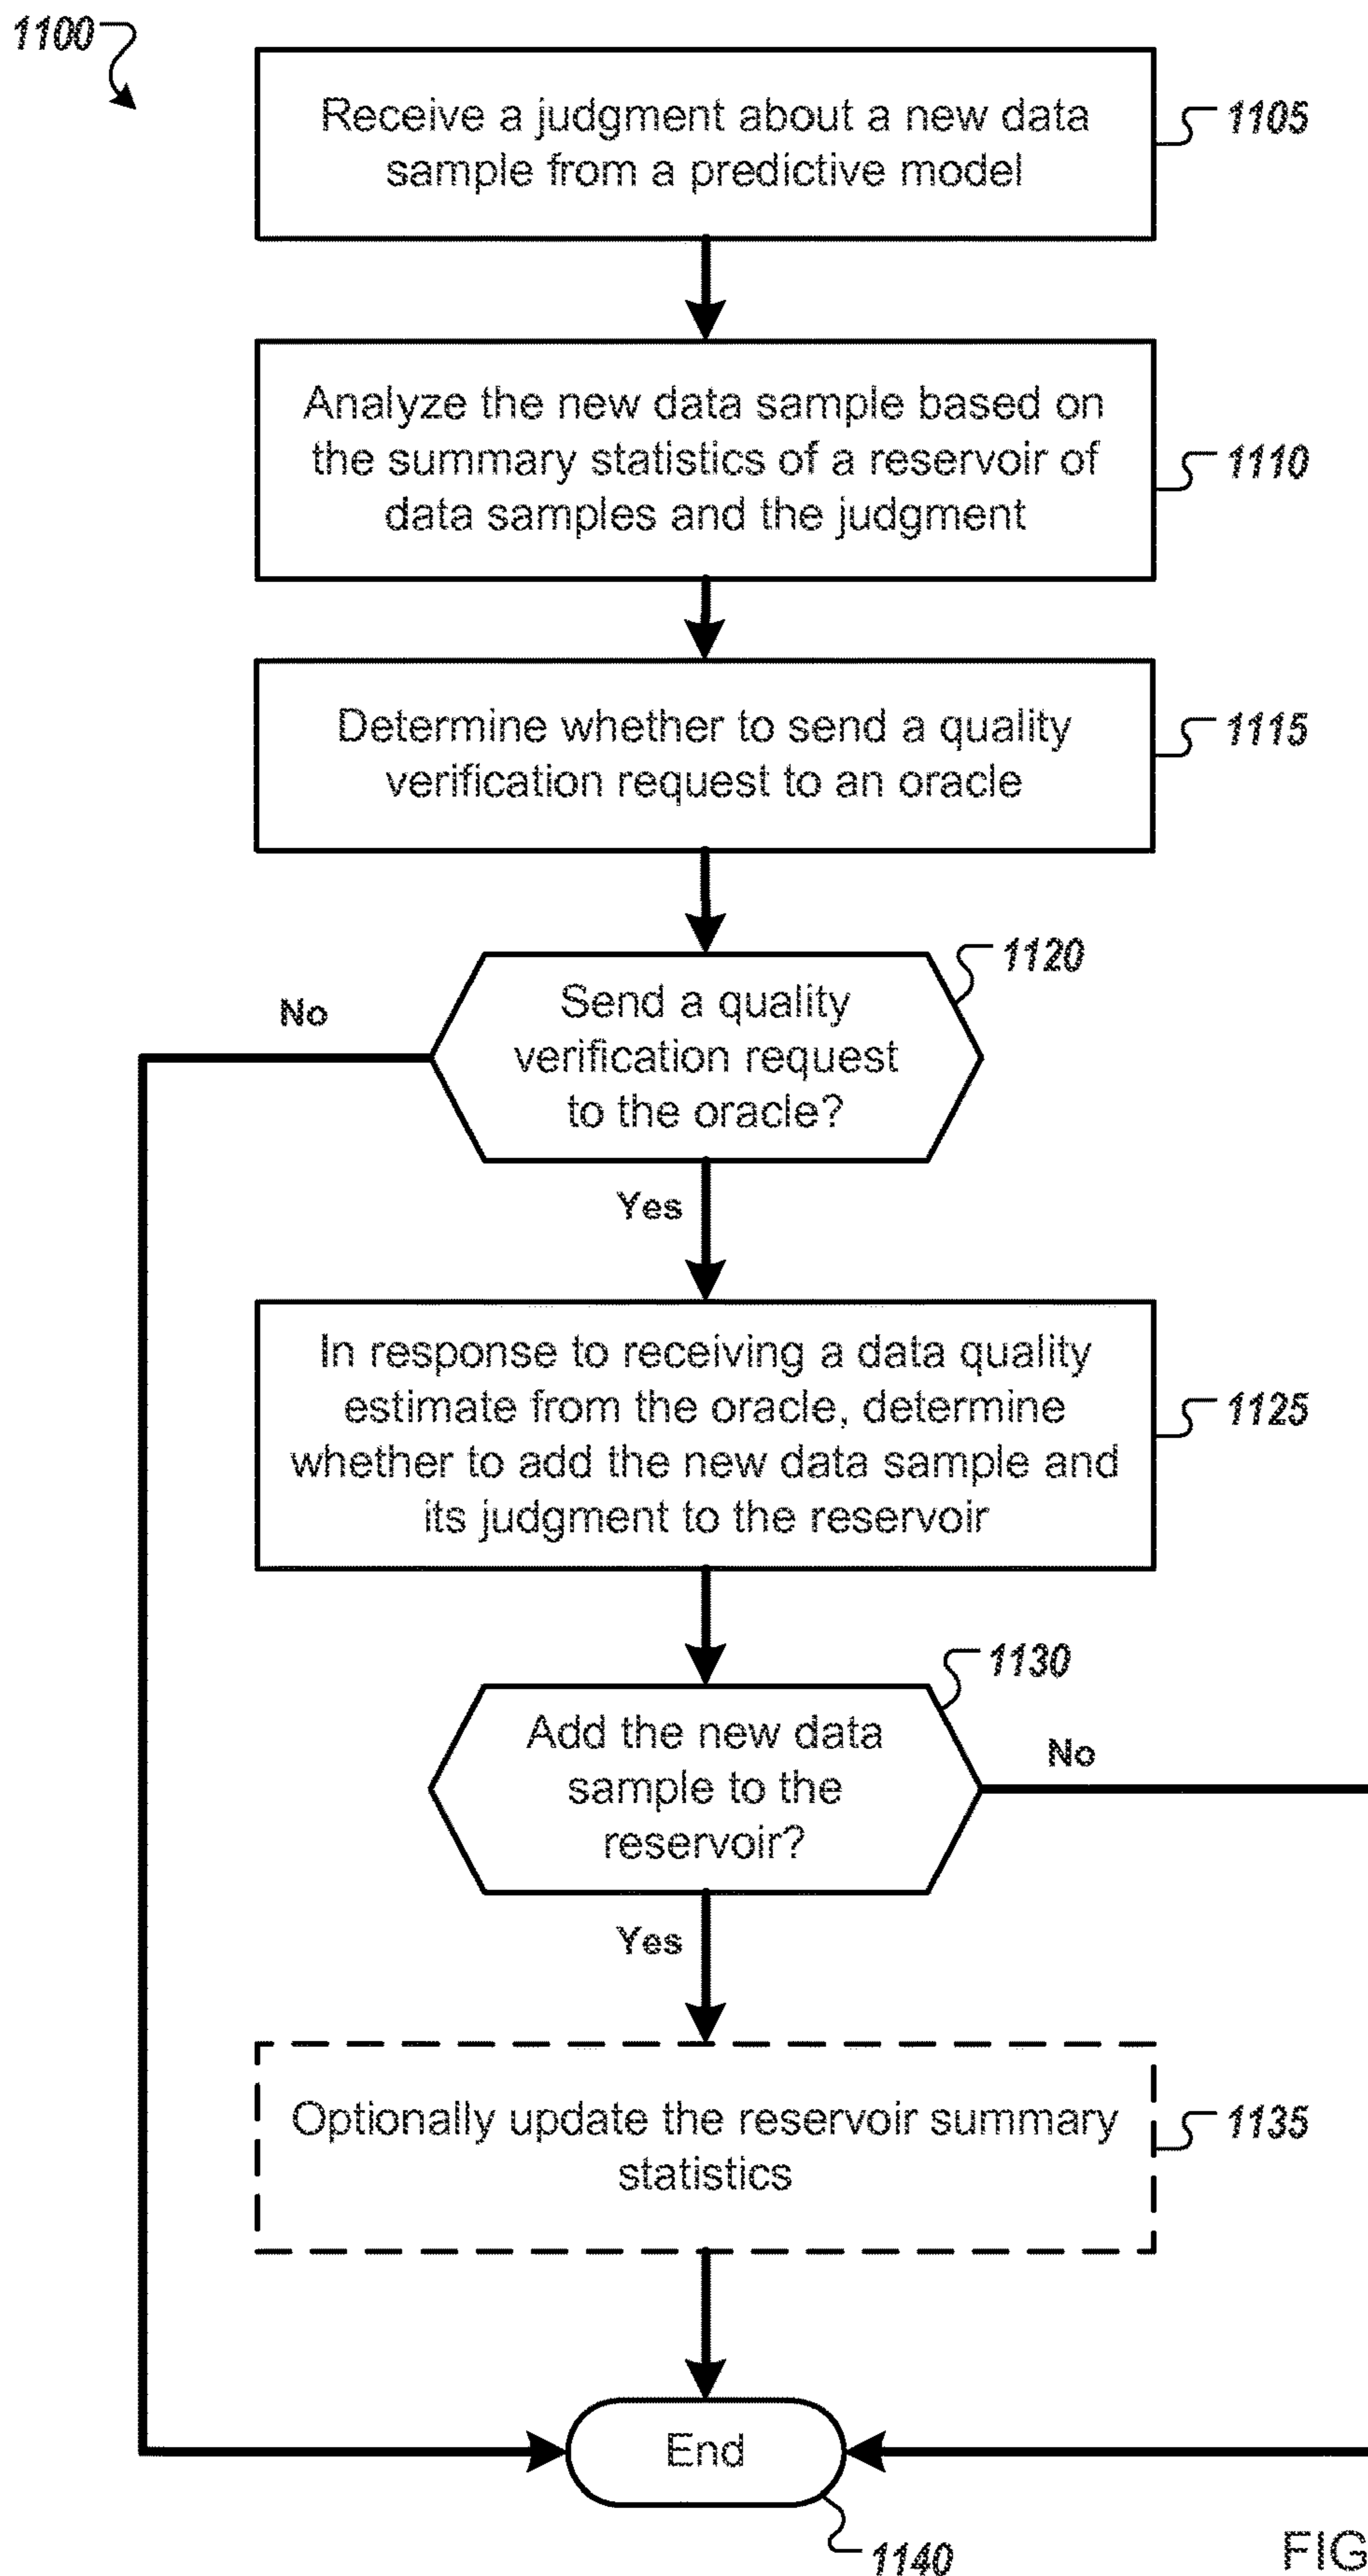 1100
Receive a judgment about a new data
sample from a predictive model
1105
Analyze the new data sample based on
the summary statistics of a reservoir of
data samples and the judgment
1110
Determine whether to send a quality
verification request to an oracle
1115
1120
Send a quality
verification request
to the oracle?
No
Yes
In response to receiving a data quality
estimate from the oracle, determine
whether to add the new data sample and
its judgment to the reservoir
1125
1130
Add the new data
sample to the
reservoir?
No
Yes
Optionally update the reservoir summary
statistics
1135
End
1140
FIG